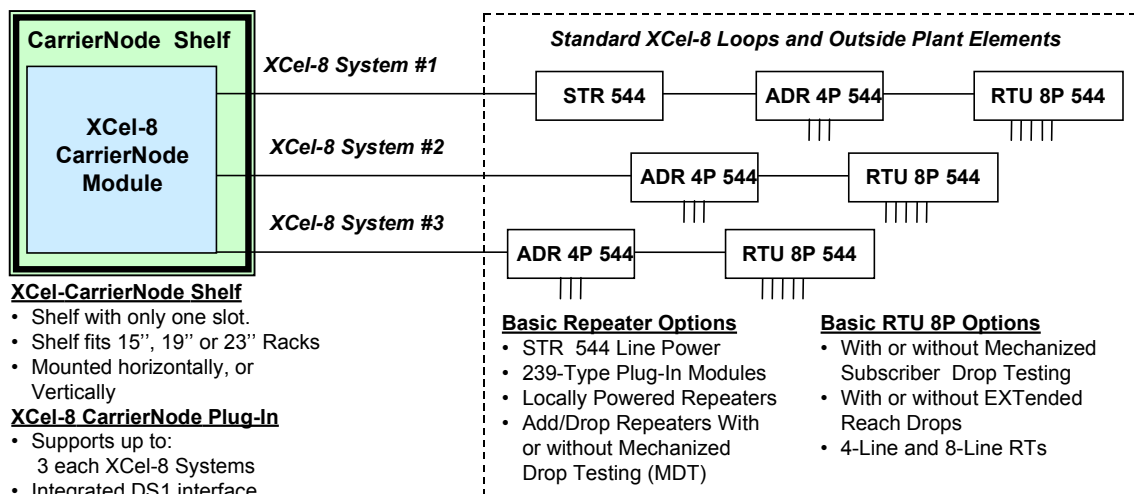 CarrierNode Shelf
XCel-8
CarrierNode
Module
XCel-8 System #1
XCel-8 System #2
XCel-8 System #3
Standard XCel-8 Loops and Outside Plant Elements
STR 544
ADR 4P 544
RTU 8P 544
ADR 4P 544
RTU 8P 544
ADR 4P 544
RTU 8P 544
XCel-CarrierNode Shelf
• Shelf with only one slot.
• Shelf fits 15’’, 19’’ or 23’’ Racks
• Mounted horizontally, or
Vertically
XCel-8 CarrierNode Plug-In
• Supports up to:
3 each XCel-8 Systems
• Integrated DS1 interface
Basic Repeater Options
• STR 544 Line Power
• 239-Type Plug-In Modules
• Locally Powered Repeaters
• Add/Drop Repeaters With
or without Mechanized
Drop Testing (MDT)
Basic RTU 8P Options
• With or without Mechanized
Subscriber Drop Testing
• With or without EXTended
Reach Drops
• 4-Line and 8-Line RTs